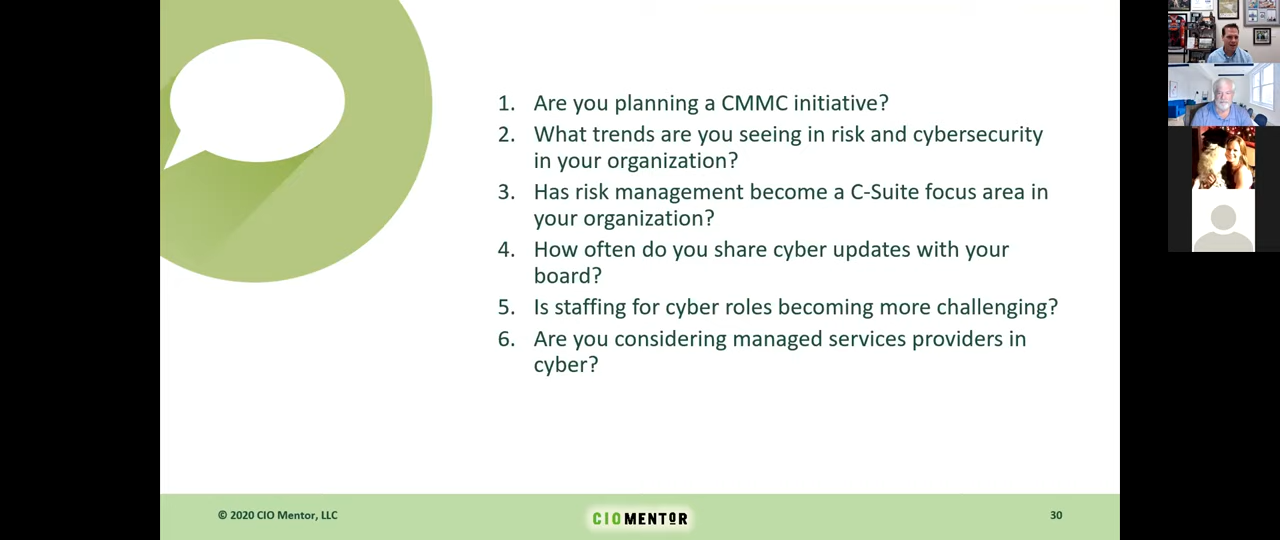 1. Are you planning a CMMC initiative?
2. What trends are you seeing in risk and cybersecurity
in your organization?
3. Has risk management become a C-Suite focus area in
your organization?
4. How often do you share cyber updates with your
board?
5. Is staffing for cyber roles becoming more challenging?
6. Are you considering managed services providers in
cyber?
© 2020 CIO Mentor, LLC
CIOMENTOR
30